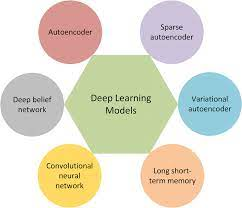 Autoencoder
Sparse
autoencoder
Deep belief
network
Deep Learning
Models
Variational
autoencoder
Convolutional
neural
network
Long short-
term memory